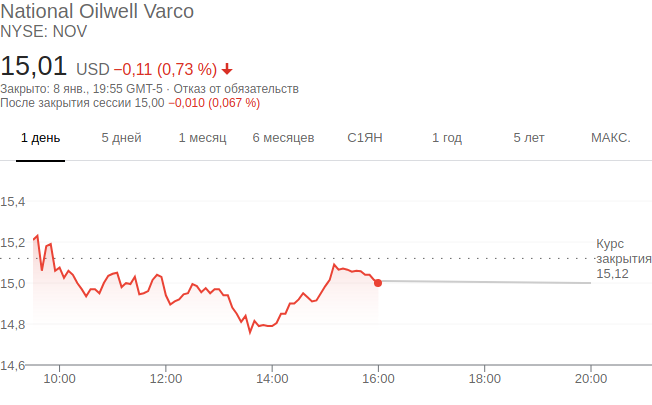 National Oilwell Varco
NYSE: NOV
15,01 USD −0,11 (0,73 %)
Закрыто: 8 янв., 19:55 GMT-5 · Отказ от обязательств
После закрытия сессии 15,00 −0,010 (0,067 %)
1 день 5 дней 1 месяц 6 месяцев С1ЯН 1 год 5 лет МАКС.
15,4
15,2
15,0
14,8
14,6
Курс
закрытия
15,12
10:00 12:00 14:00 16:00 18:00 20:00